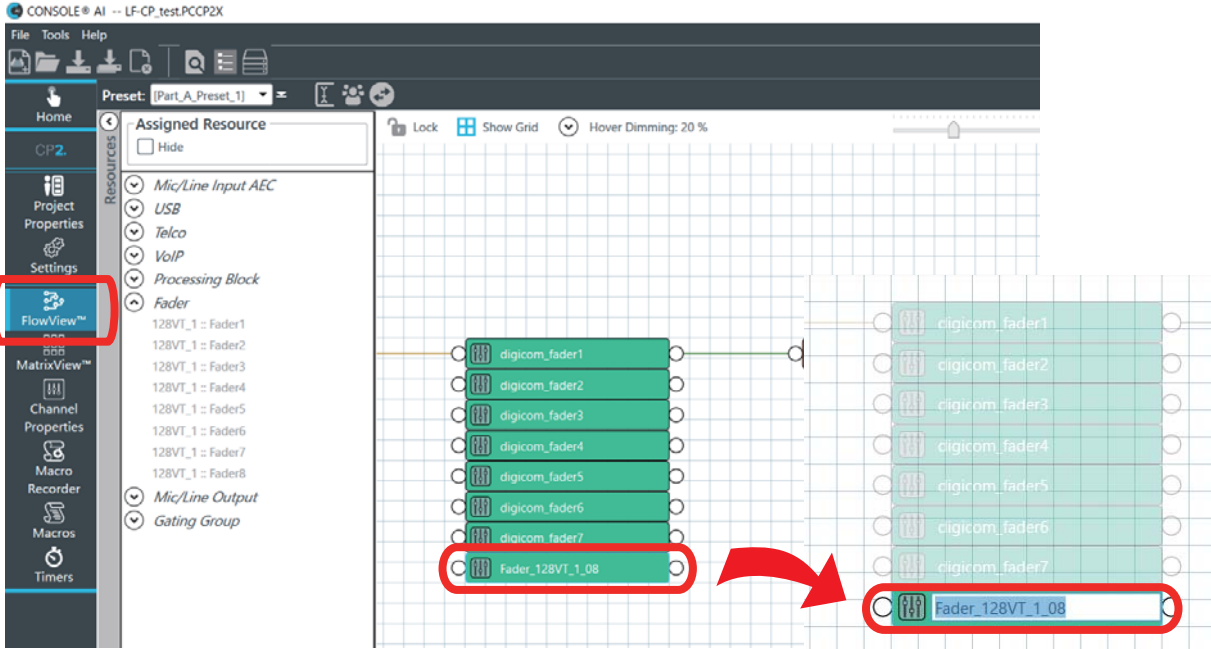 CONSOLE® AI -- LF-CP_test.PCCP2X
File Tools Help
Preset: [Part_A_Preset_1]
Home
CP2.
Project
Properties
Settings
FlowView™
MatrixView™
Channel
Properties
Macro
Recorder
Macros
Timers
Resources
Assigned Resource
Hide
Mic/Line Input AEC
USB
Telco
VoIP
Processing Block
Fader
128VT_1 :: Fader1
128VT_1 :: Fader2
128VT_1 :: Fader3
128VT_1 :: Fader4
128VT_1 :: Fader5
128VT_1 :: Fader6
128VT_1 :: Fader7
128VT_1 :: Fader8
Mic/Line Output
Gating Group
Lock Show Grid Hover Dimming: 20 %
digicom_fader1
digicom_fader2
digicom_fader3
digicom_fader4
digicom_fader5
digicom_fader6
digicom_fader7
Fader_128VT_1_08
digicom_fader1
digicom_fader2
digicom_fader3
digicom_fader4
digicom_fader5
digicom_fader6
digicom_fader7
Fader_128VT_1_08